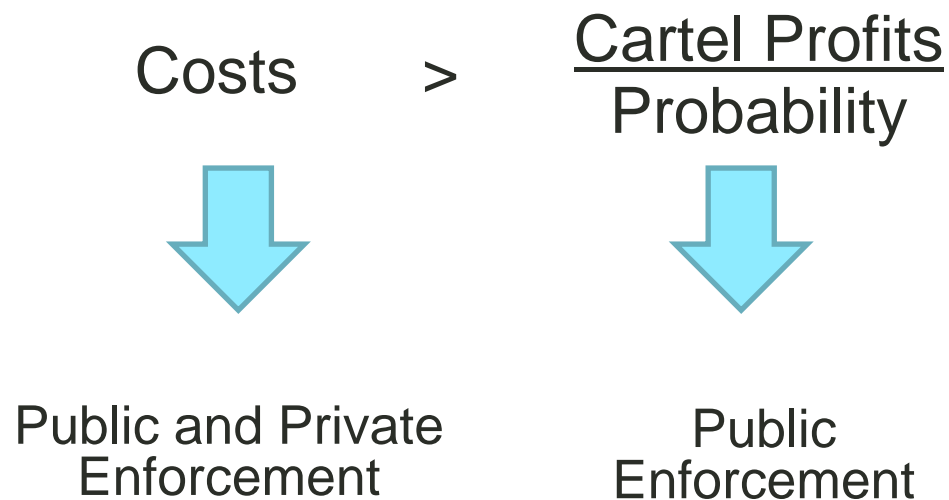 Costs > Cartel Profits
Probability
Public and Private
Enforcement
Public
Enforcement